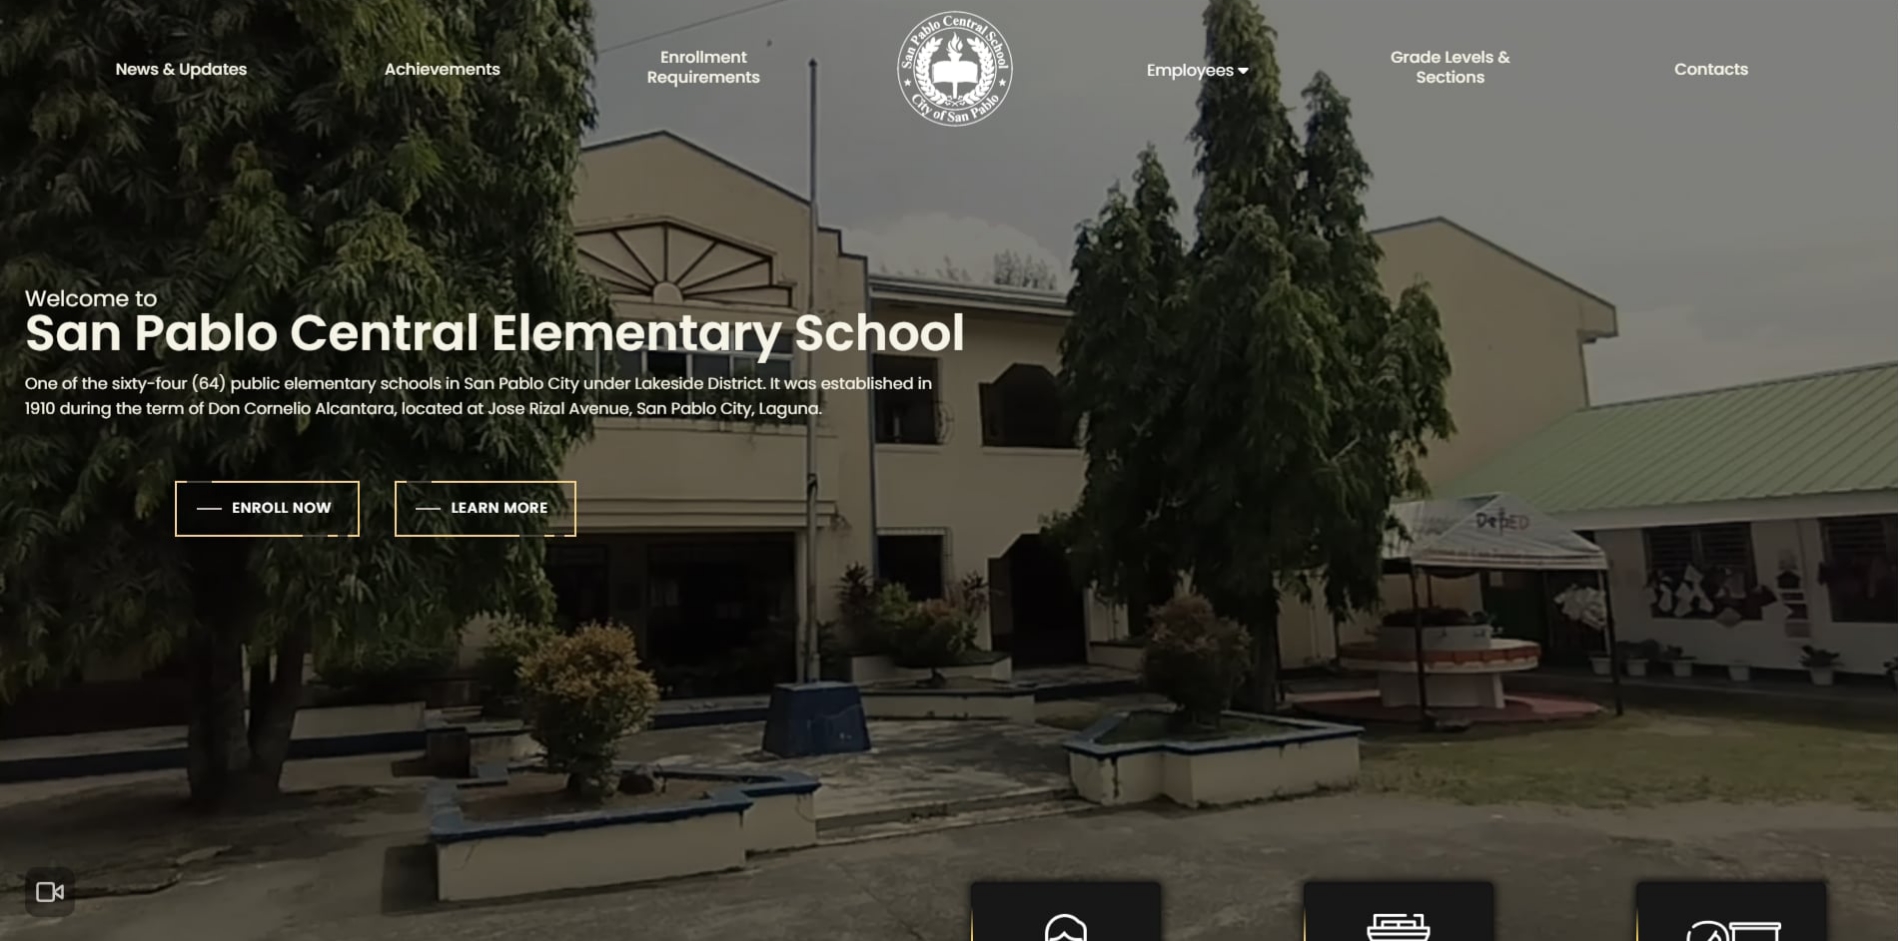 News & Updates
Achievements
Enrollment
Requirements
San Pablo Central School
City of San Pablo
Employees
Grade Levels &
Sections
Contacts
Welcome to
San Pablo Central Elementary School
One of the sixty-four (64) public elementary schools in San Pablo City under Lakeside District. It was established in
1910 during the term of Don Cornelio Alcantara, located at Jose Rizal Avenue, San Pablo City, Laguna.
ENROLL NOW
LEARN MORE
DepED